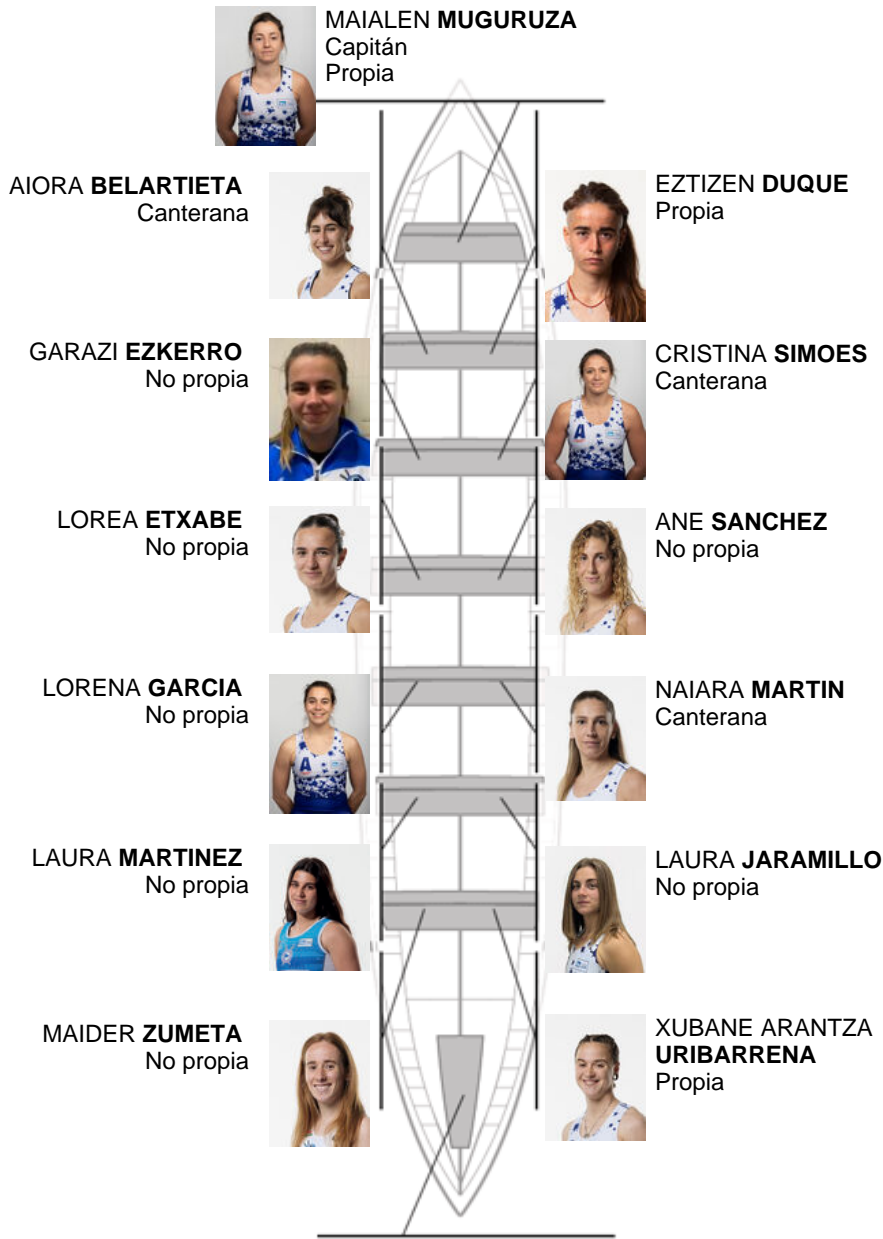 MAIALEN MUGURUZA
Capitán
Propia
AIORA BELARTIETA
Canterana
EZTIZEN DUQUE
Propia
GARAZI EZKERRO
No propia
CRISTINA SIMOES
Canterana
LOREA ETXABE
No propia
ANE SANCHEZ
No propia
LORENA GARCIA
No propia
NAIARA MARTIN
Canterana
LAURA MARTINEZ
No propia
LAURA JARAMILLO
No propia
MAIDER ZUMETA
No propia
XUBANE ARANTZA
URIBARRENA
Propia